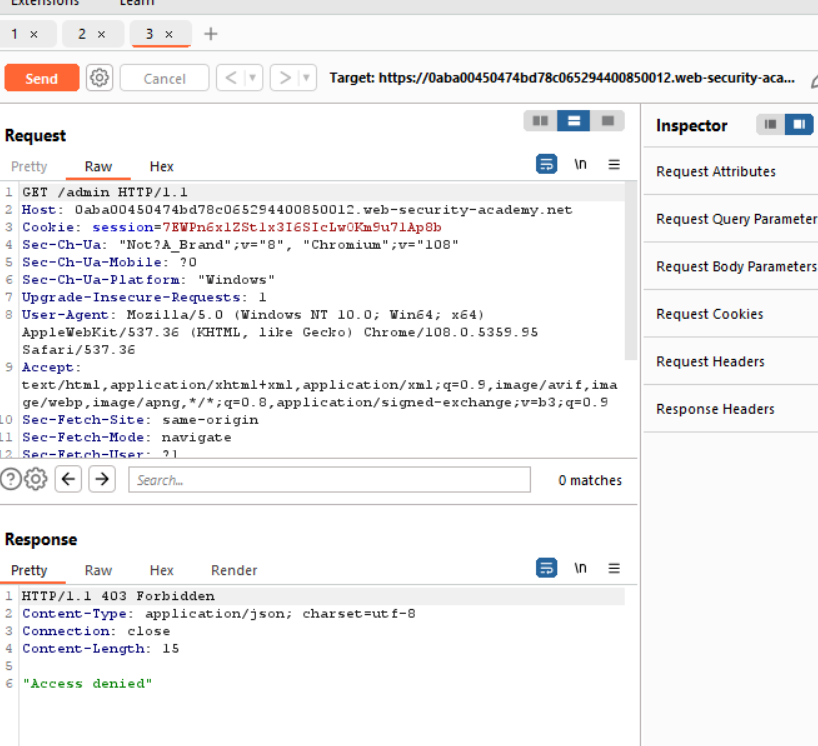 Extensions Learn
1 × 2 × 3 × +
Send Cancel < > Target: https://0aba00450474bd78c065294400850012.web-security-aca...
Request
Pretty Raw Hex \n
1 GET /admin HTTP/1.1
2 Host: 0aba00450474bd78c065294400850012.web-security-academy.net
3 Cookie: session=7EWPn6xlZStlx3I6SIcLw0Km9u7lAp8b
4 Sec-Ch-Ua: "Not?A_Brand";v="8", "Chromium";v="108"
5 Sec-Ch-Ua-Mobile: ?0
6 Sec-Ch-Ua-Platform: "Windows"
7 Upgrade-Insecure-Requests: 1
8 User-Agent: Mozilla/5.0 (Windows NT 10.0; Win64; x64)
AppleWebKit/537.36 (KHTML, like Gecko) Chrome/108.0.5359.95
Safari/537.36
9 Accept:
text/html,application/xhtml+xml,application/xml;q=0.9,image/avif,ima
ge/webp,image/apng,*/*;q=0.8,application/signed-exchange;v=b3;q=0.9
10 Sec-Fetch-Site: same-origin
11 Sec-Fetch-Mode: navigate
12 Sec-Fetch-User: ?1
Search... 0 matches
Response
Pretty Raw Hex Render \n
1 HTTP/1.1 403 Forbidden
2 Content-Type: application/json; charset=utf-8
3 Connection: close
4 Content-Length: 15
5
6 "Access denied"
Inspector
Request Attributes
Request Query Parameter
Request Body Parameters
Request Cookies
Request Headers
Response Headers